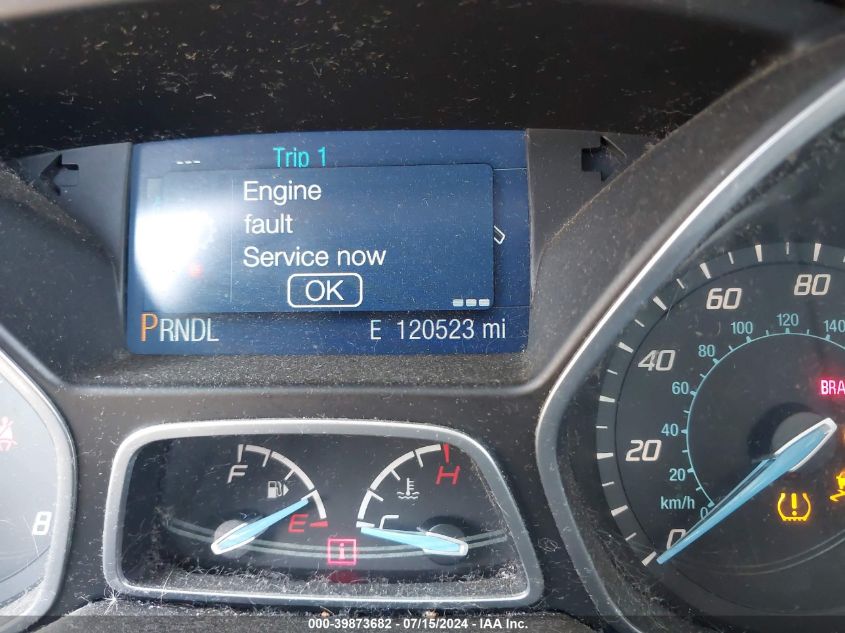 --- Trip 1
Engine
fault
Service now
OK
PRNDL E 120523 mi
F E
C H
8
0 20 40 60 80
km/h 0 20 40 60 80 100 120 140
BRA
i
000-39873682 - 07/15/2024 - IAA Inc.